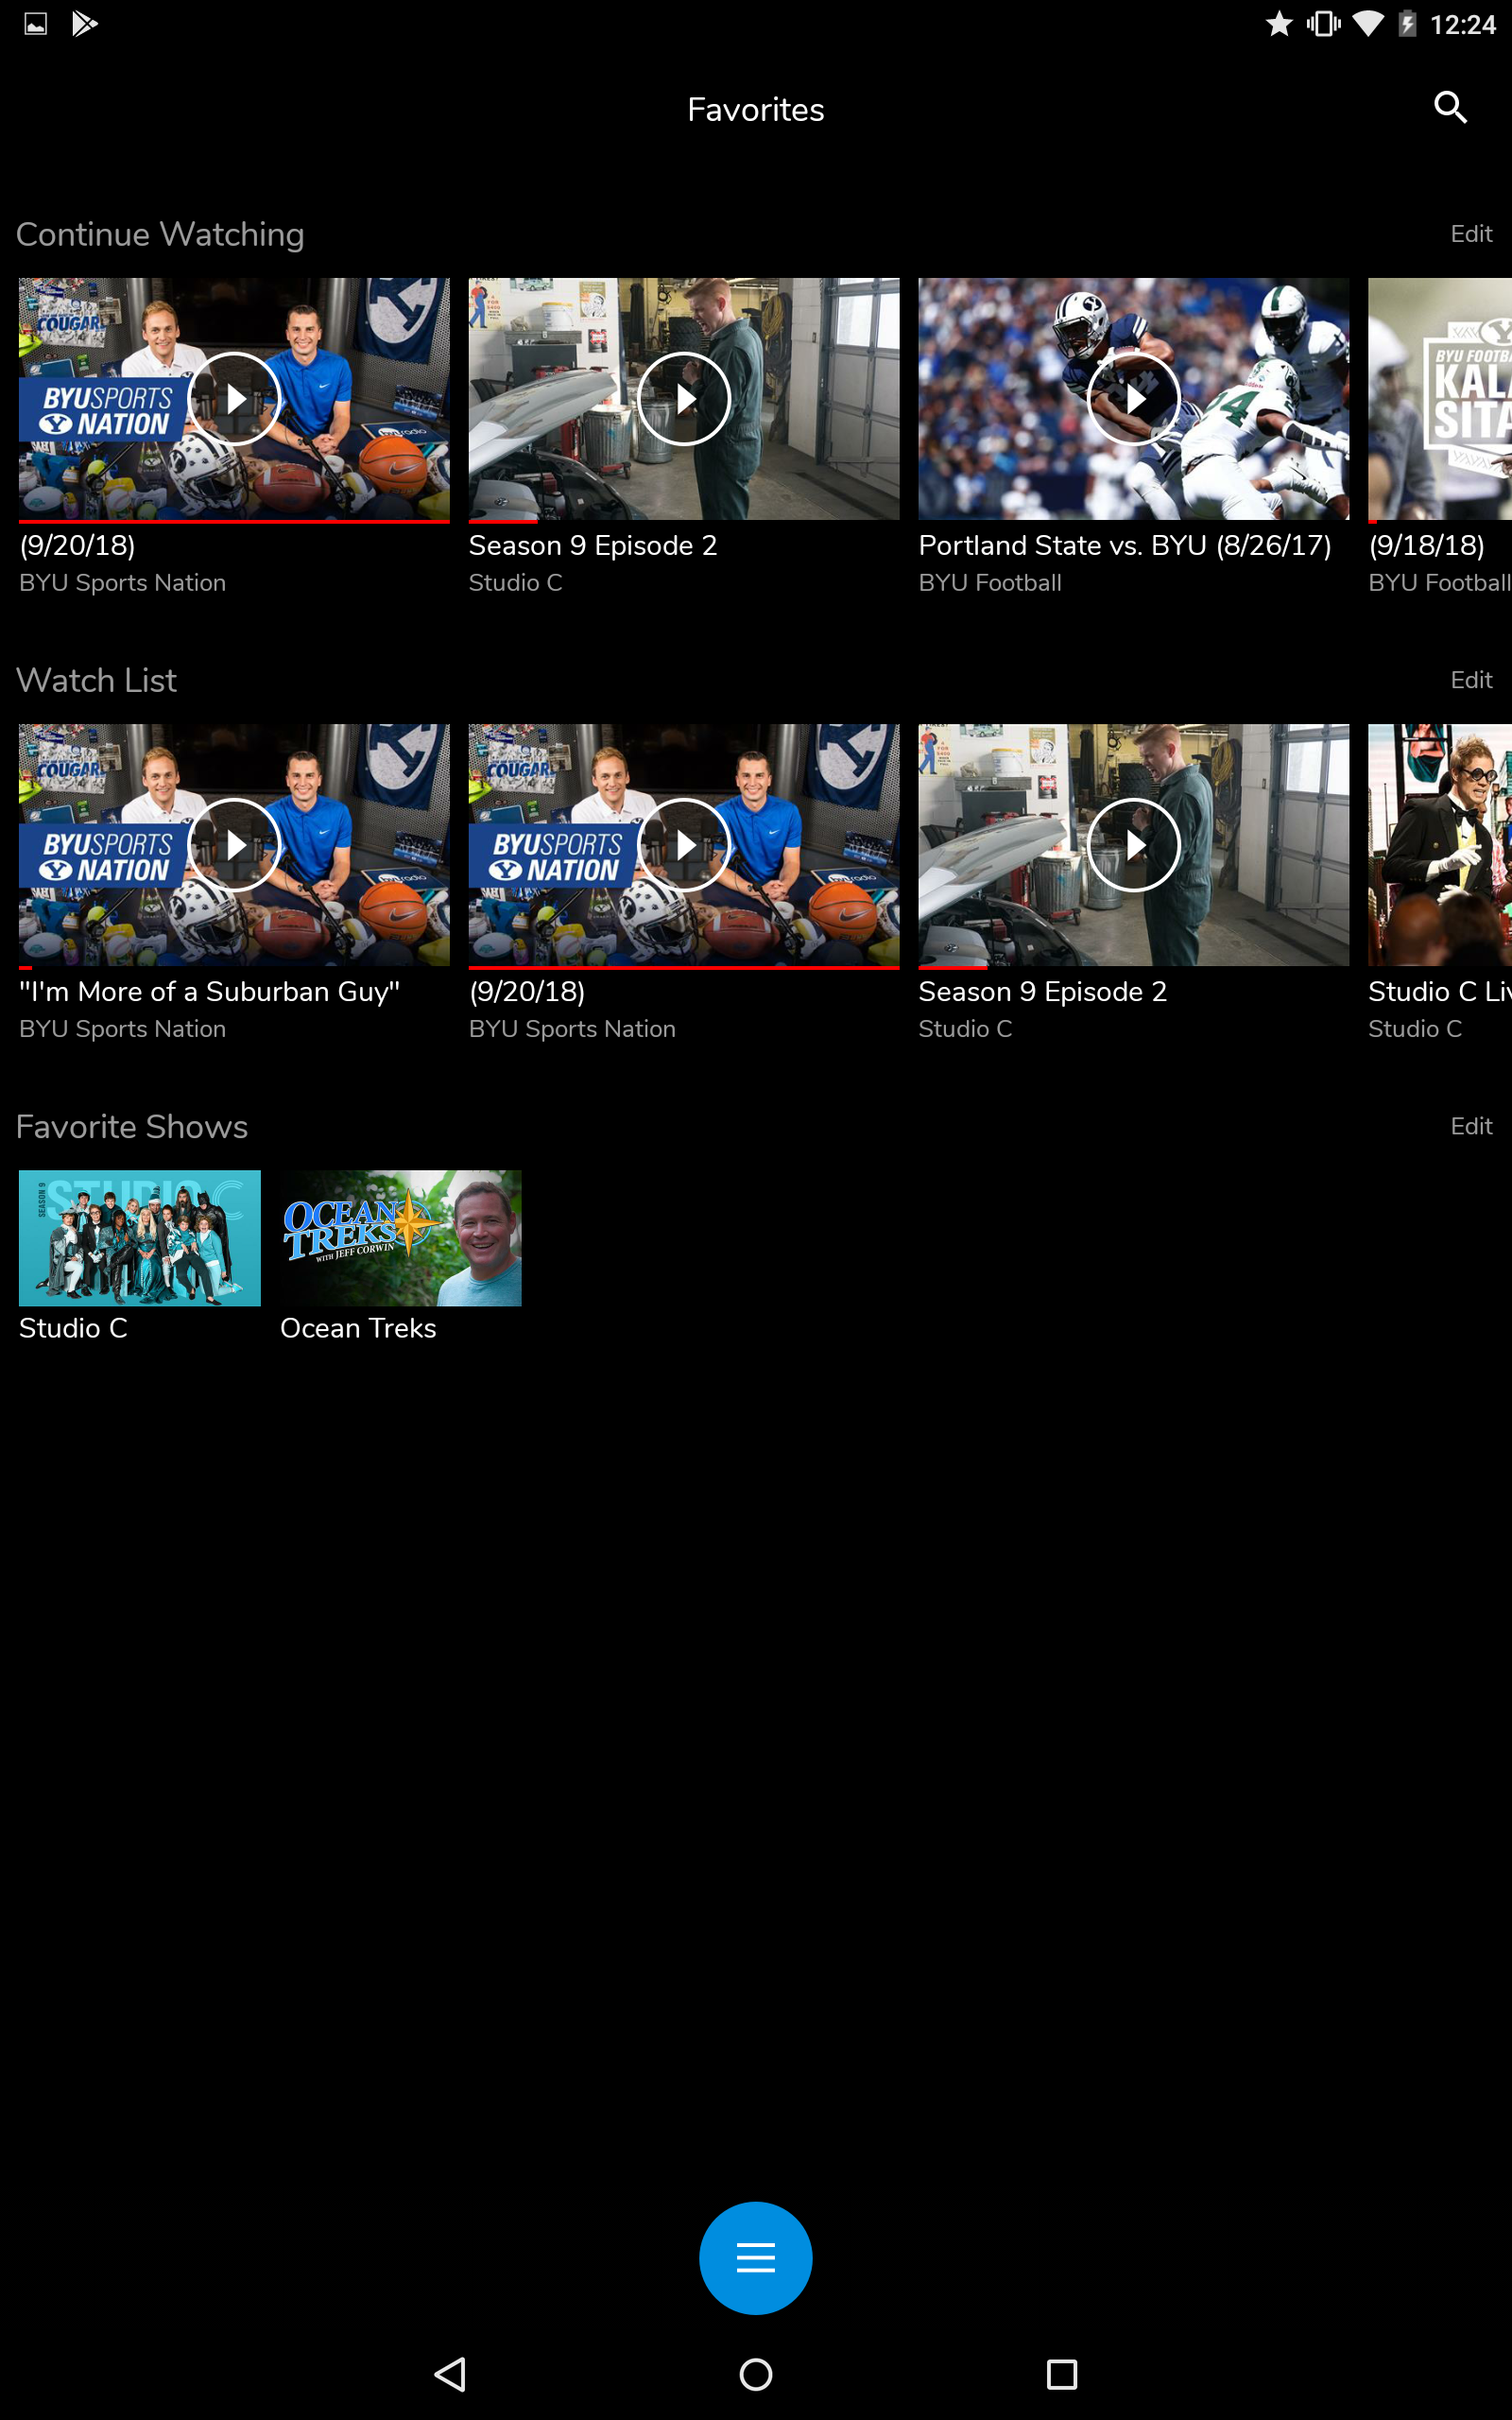 12:24
Favorites
Continue Watching
Edit
COUGAR
BYUSPORTS
NATION
BYU FOOTBA
KALA
SITA
(9/20/18)
BYU Sports Nation
Season 9 Episode 2
Studio C
Portland State vs. BYU (8/26/17)
BYU Football
(9/18/18)
BYU Football
Watch List
Edit
COUGAR
BYUSPORTS
NATION
COUGAR
BYUSPORTS
NATION
"I'm More of a Suburban Guy"
BYU Sports Nation
(9/20/18)
BYU Sports Nation
Season 9 Episode 2
Studio C
Studio C Liv
Studio C
Favorite Shows
Edit
SEASON 9
STUDIO C
OCEAN
TREKS
WITH JEFF CORWIN
Studio C
Ocean Treks